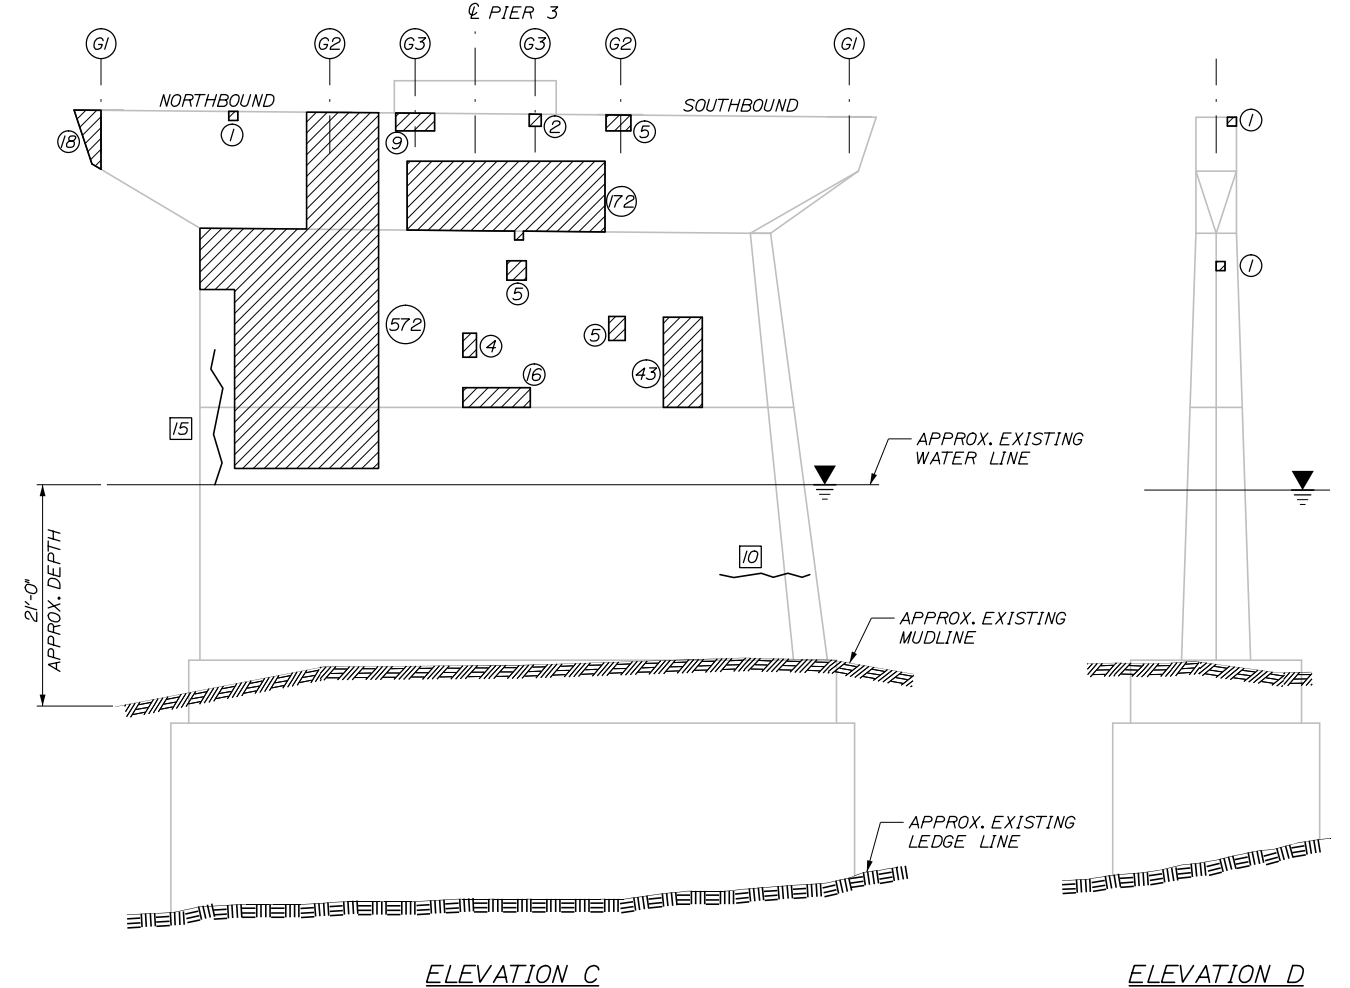 ℄ PIER 3
G1 G2 G3 G3 G2 G1
NORTHBOUND
SOUTHBOUND
18
1
9
2
5
1
172
5
1
572
4
5
16
43
15
APPROX. EXISTING
WATER LINE
21'-0"
APPROX. DEPTH
10
APPROX. EXISTING
MUDLINE
APPROX. EXISTING
LEDGE LINE
ELEVATION C
ELEVATION D